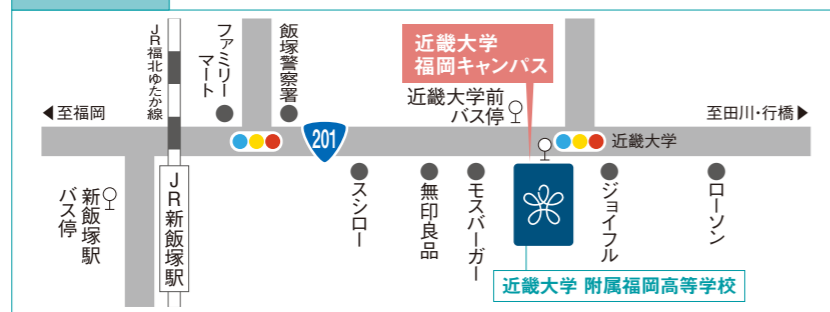 JR福北ゆたか線
ファミリー
マート
飯塚警察署
近畿大学
福岡キャンパス
近畿大学前
バス停
◀至福岡
至田川・行橋▶
201
近畿大学
新飯塚駅
バス停
JR新飯塚駅
スシロー
無印良品
モスバーガー
ジョイフル
ローソン
近畿大学 附属福岡高等学校